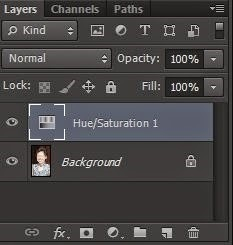 Layers Channels Paths
Kind
Normal Opacity: 100%
Lock: Fill: 100%
Hue/Saturation 1
Background
fx